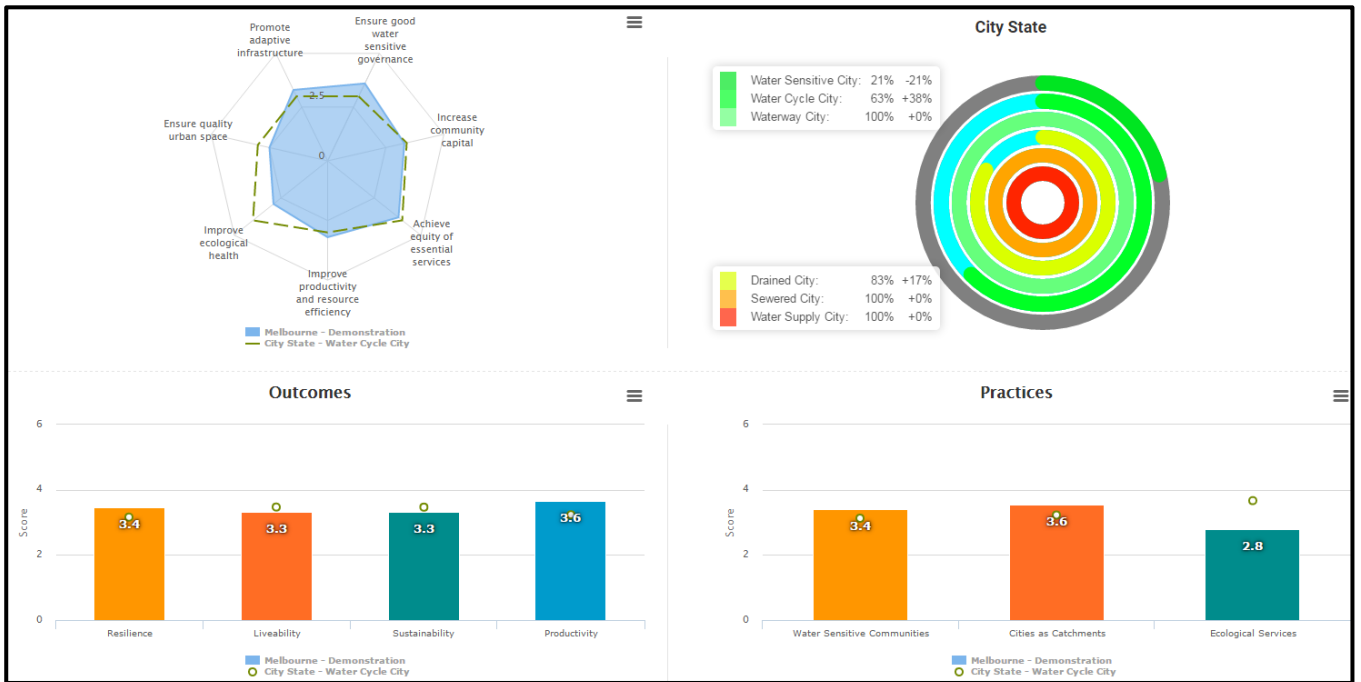 Promote
adaptive
infrastructure
Ensure good
water
sensitive
governance
Increase
community
capital
Achieve
equity of
essential
services
Improve
productivity
and resource
efficiency
Improve
ecological
health
Ensure quality
urban space
2.5
0
Melbourne - Demonstration
City State - Water Cycle City
City State
Water Sensitive City: 21% -21%
Water Cycle City: 63% +38%
Waterway City: 100% +0%
Drained City: 83% +17%
Sewered City: 100% +0%
Water Supply City: 100% +0%
Outcomes
Score
6
4
2
0
3.4
3.3
3.3
3.6
Resilience
Liveability
Sustainability
Productivity
Melbourne - Demonstration
City State - Water Cycle City
Practices
Score
6
4
2
0
3.4
3.6
2.8
Water Sensitive Communities
Cities as Catchments
Ecological Services
Melbourne - Demonstration
City State - Water Cycle City